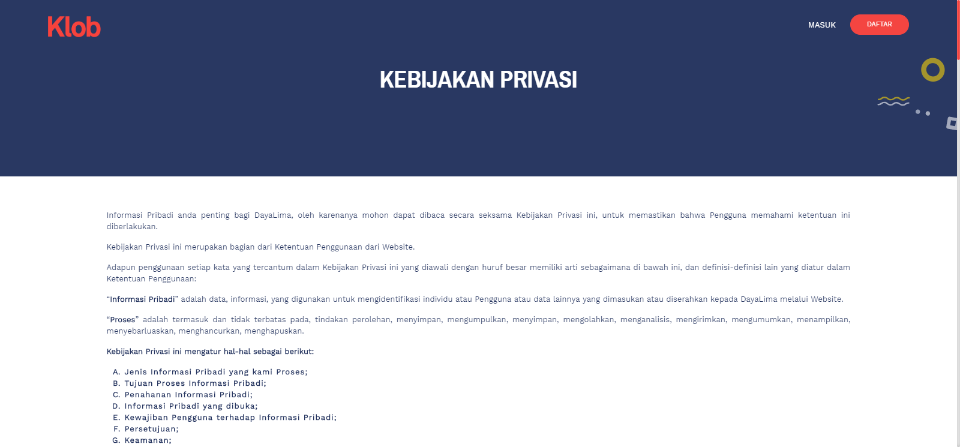 Klob
MASUK
DAFTAR
KEBIJAKAN PRIVASI
Informasi Pribadi anda penting bagi DayaLima, oleh karenanya mohon dapat dibaca secara seksama Kebijakan Privasi ini, untuk memastikan bahwa Pengguna memahami ketentuan ini
diberlakukan.
Kebijakan Privasi ini merupakan bagian dari Ketentuan Penggunaan dari Website.
Adapun penggunaan setiap kata yang tercantum dalam Kebijakan Privasi ini yang diawali dengan huruf besar memiliki arti sebagaimana di bawah ini, dan definisi-definisi lain yang diatur dalam
Ketentuan Penggunaan:
“Informasi Pribadi” adalah data, informasi, yang digunakan untuk mengidentifikasi individu atau Pengguna atau data lainnya yang dimasukan atau diserahkan kepada DayaLima melalui Website.
“Proses” adalah termasuk dan tidak terbatas pada, tindakan perolehan, menyimpan, mengumpulkan, menyimpan, mengolahkan, menganalisis, mengirimkan, mengumumkan, menampilkan,
menyebarluaskan, menghancurkan, menghapuskan.
Kebijakan Privasi ini mengatur hal-hal sebagai berikut:
A. Jenis Informasi Pribadi yang kami Proses;
B. Tujuan Proses Informasi Pribadi;
C. Penahanan Informasi Pribadi;
D. Informasi Pribadi yang dibuka;
E. Kewajiban Pengguna terhadap Informasi Pribadi;
F. Persetujuan;
G. Keamanan;